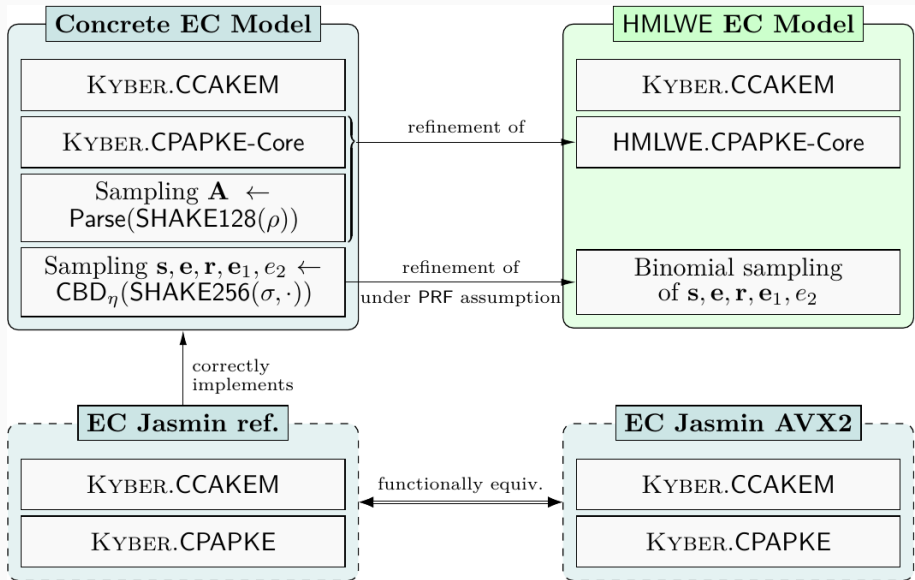 Concrete EC Model
KYBER.CCAKEM
KYBER.CPAPKE-Core
Sampling A ←
Parse(SHAKE128(ρ))
Sampling s, e, r, e₁, e₂ ←
CBDη(SHAKE256(σ, ·))
refinement of
refinement of
under PRF assumption
HMLWE EC Model
KYBER.CCAKEM
HMLWE.CPAPKE-Core
Binomial sampling
of s, e, r, e₁, e₂
correctly
implements
EC Jasmin ref.
KYBER.CCAKEM
KYBER.CPAPKE
functionally equiv.
EC Jasmin AVX2
KYBER.CCAKEM
KYBER.CPAPKE